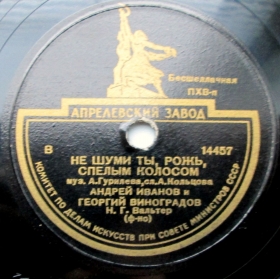 Бесшеллачная
ПХВ-п
АПРЕЛЕВСКИЙ ЗАВОД
В
14457
НЕ ШУМИ ТЫ, РОЖЬ,
СПЕЛЫМ КОЛОСОМ
муз. А.Гурилева,сл.А.Кольцова
АНДРЕЙ ИВАНОВ и
ГЕОРГИЙ ВИНОГРАДОВ
Н. Г. Вальтер
(ф-но)
КОМИТЕТ ПО ДЕЛАМ ИСКУССТВ ПРИ СОВЕТЕ МИНИСТРОВ СССР